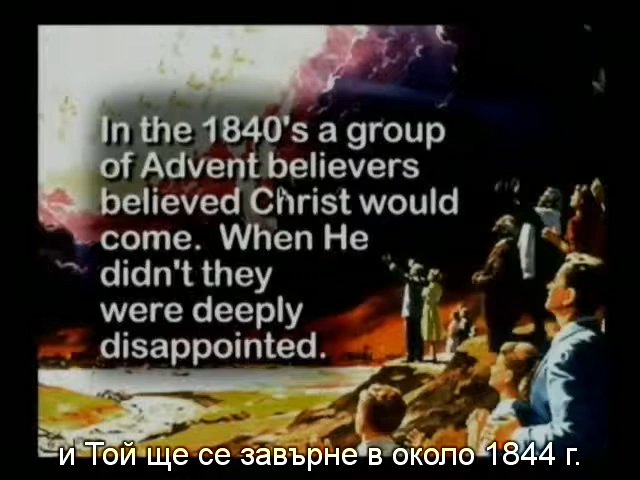 In the 1840's a group
of Advent believers
believed Christ would
come. When He
didn't they
were deeply
disappointed.
и Той ще се завърне в около 1844 г.